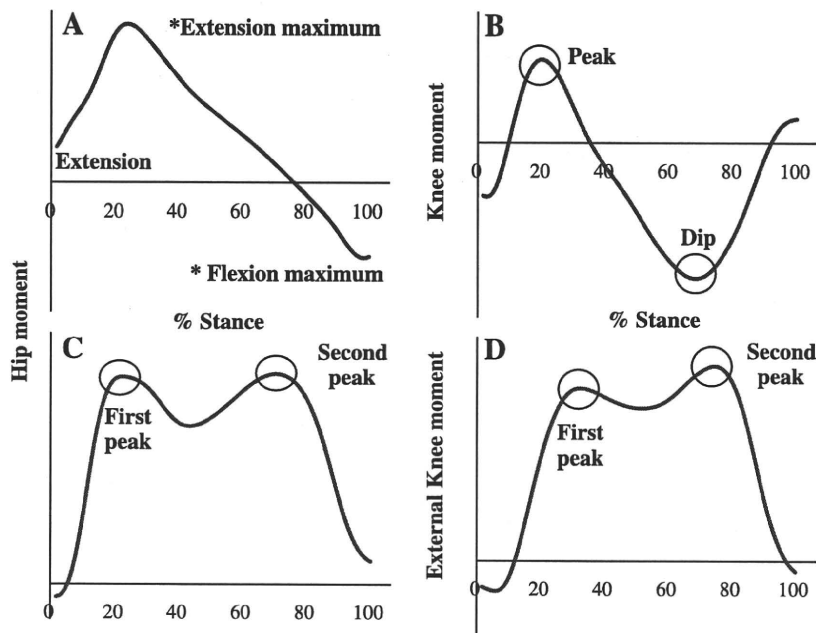 A
*Extension maximum
Extension
0 20 40 60 80 100
* Flexion maximum
% Stance
Hip moment
B
Peak
Knee moment
0 20 40 60 80 100
Dip
% Stance
C
First
peak
Second
peak
0 20 40 60 80 100
D
First
peak
Second
peak
External Knee moment
0 20 40 60 80 100